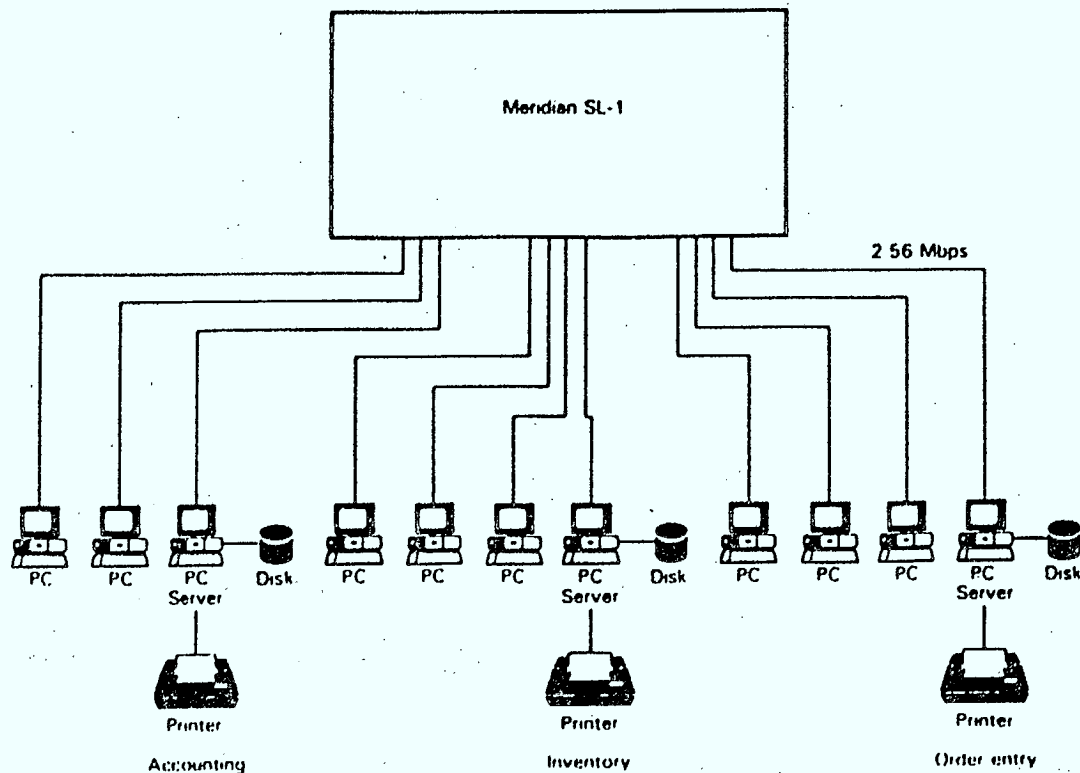 Meridian SL-1
2 56 Mbps
PC PC PC Disk PC PC PC PC Disk PC PC PC PC Disk
Server Server Server
Printer Printer Printer
Accounting Inventory Order entry